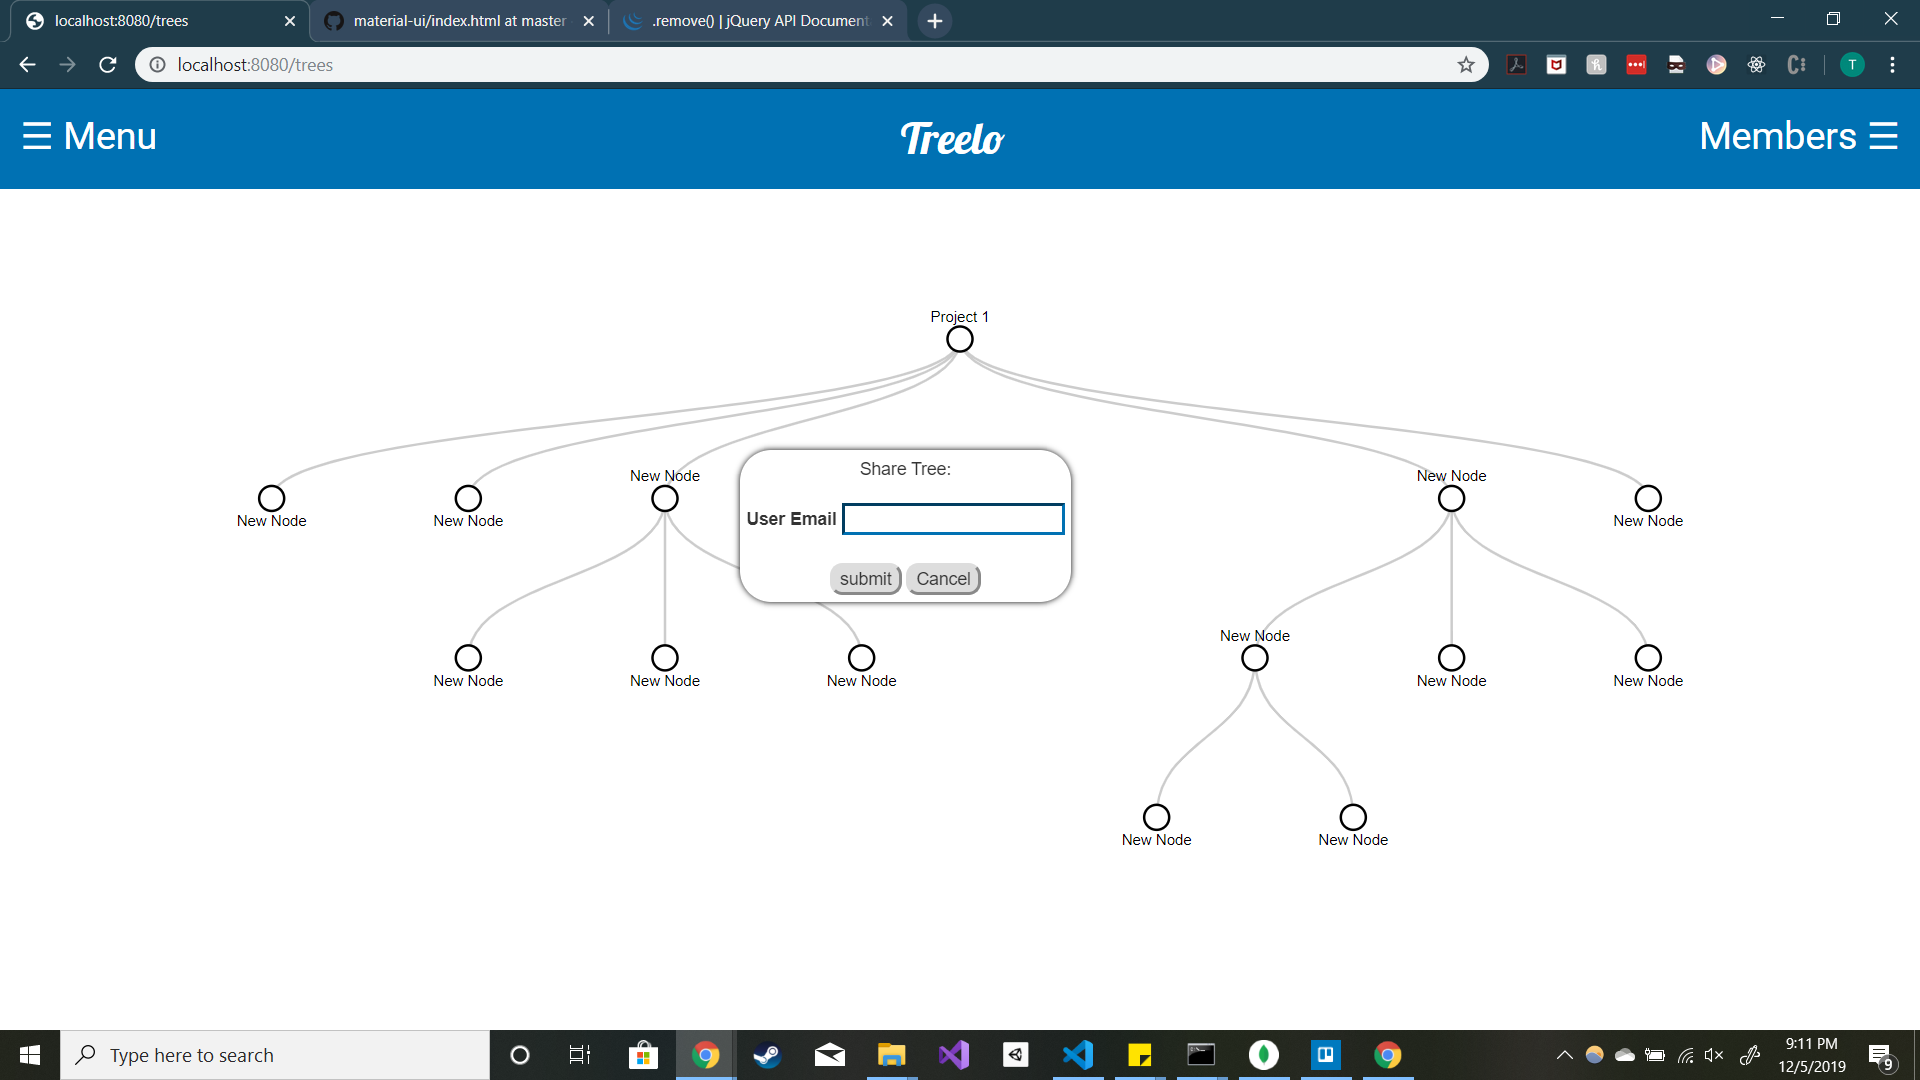 localhost:8080/trees
material-ui/index.html at master
.remove() | jQuery API Document
localhost:8080/trees
T
☰ Menu
Treelo
Members ☰
Project 1
New Node
New Node
New Node
New Node
New Node
Share Tree:
User Email
submit
Cancel
New Node
New Node
New Node
New Node
New Node
New Node
New Node
New Node
Type here to search
9:11 PM
12/5/2019
9